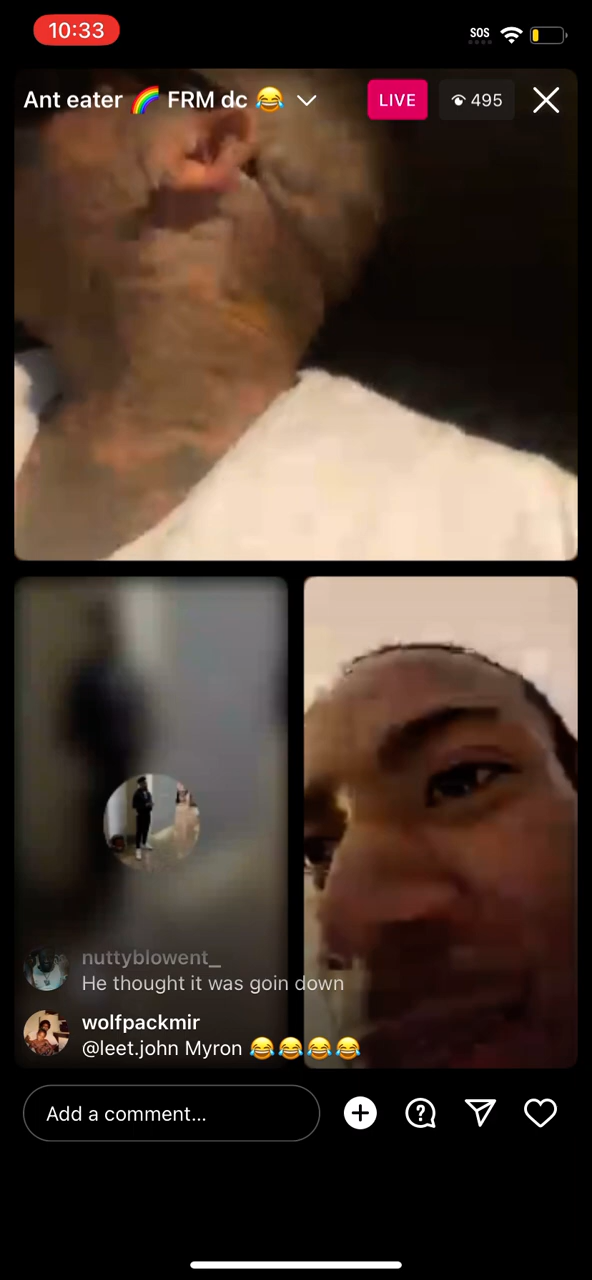 10:33
SOS
Ant eater 🌈 FRM dc 😂
LIVE
495
nuttyblowent_
He thought it was goin down
wolfpackmir
@leet.john Myron 😂😂😂😂
Add a comment...